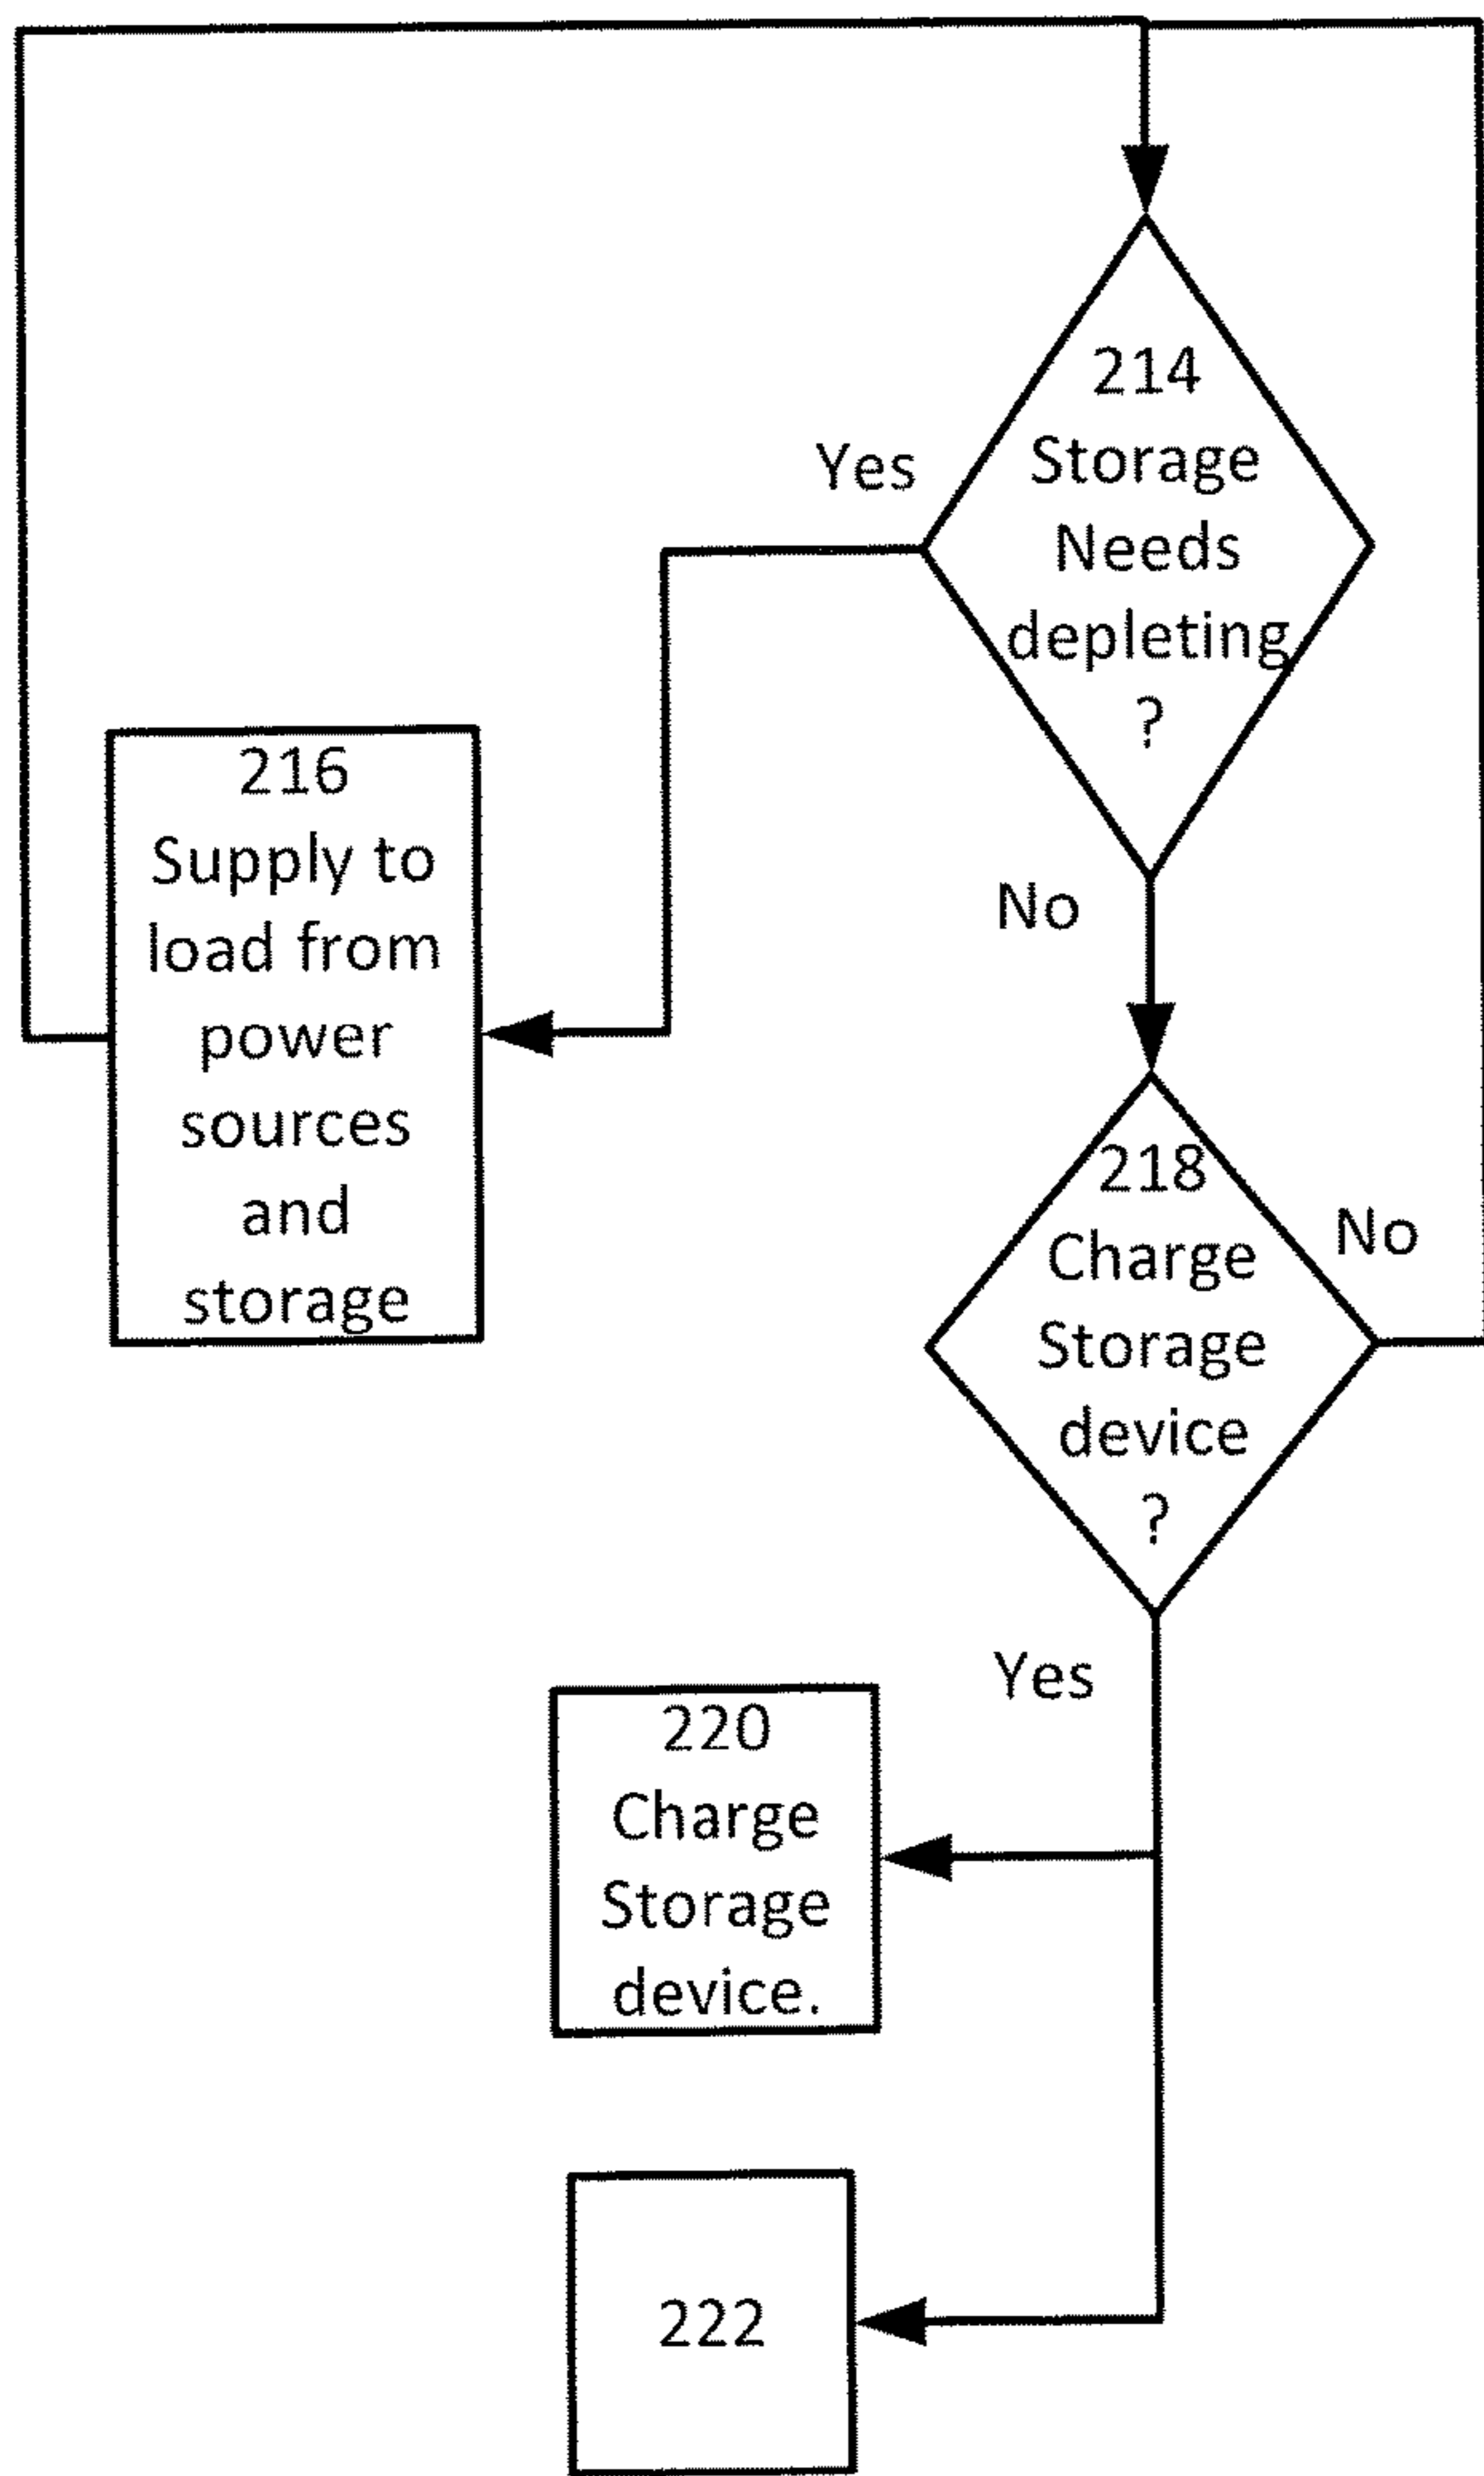 214
Storage
Needs
depleting
?
Yes
No
216
Supply to
load from
power
sources
and
storage
218
Charge
Storage
device
?
No
Yes
220
Charge
Storage
device.
222